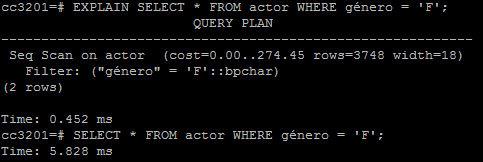 cc3201=# EXPLAIN SELECT * FROM actor WHERE género = 'F';
QUERY PLAN
-----------------------------------------------------------
Seq Scan on actor  (cost=0.00..274.45 rows=3748 width=18)
Filter: ("género" = 'F'::bpchar)
(2 rows)
Time: 0.452 ms
cc3201=# SELECT * FROM actor WHERE género = 'F';
Time: 5.828 ms